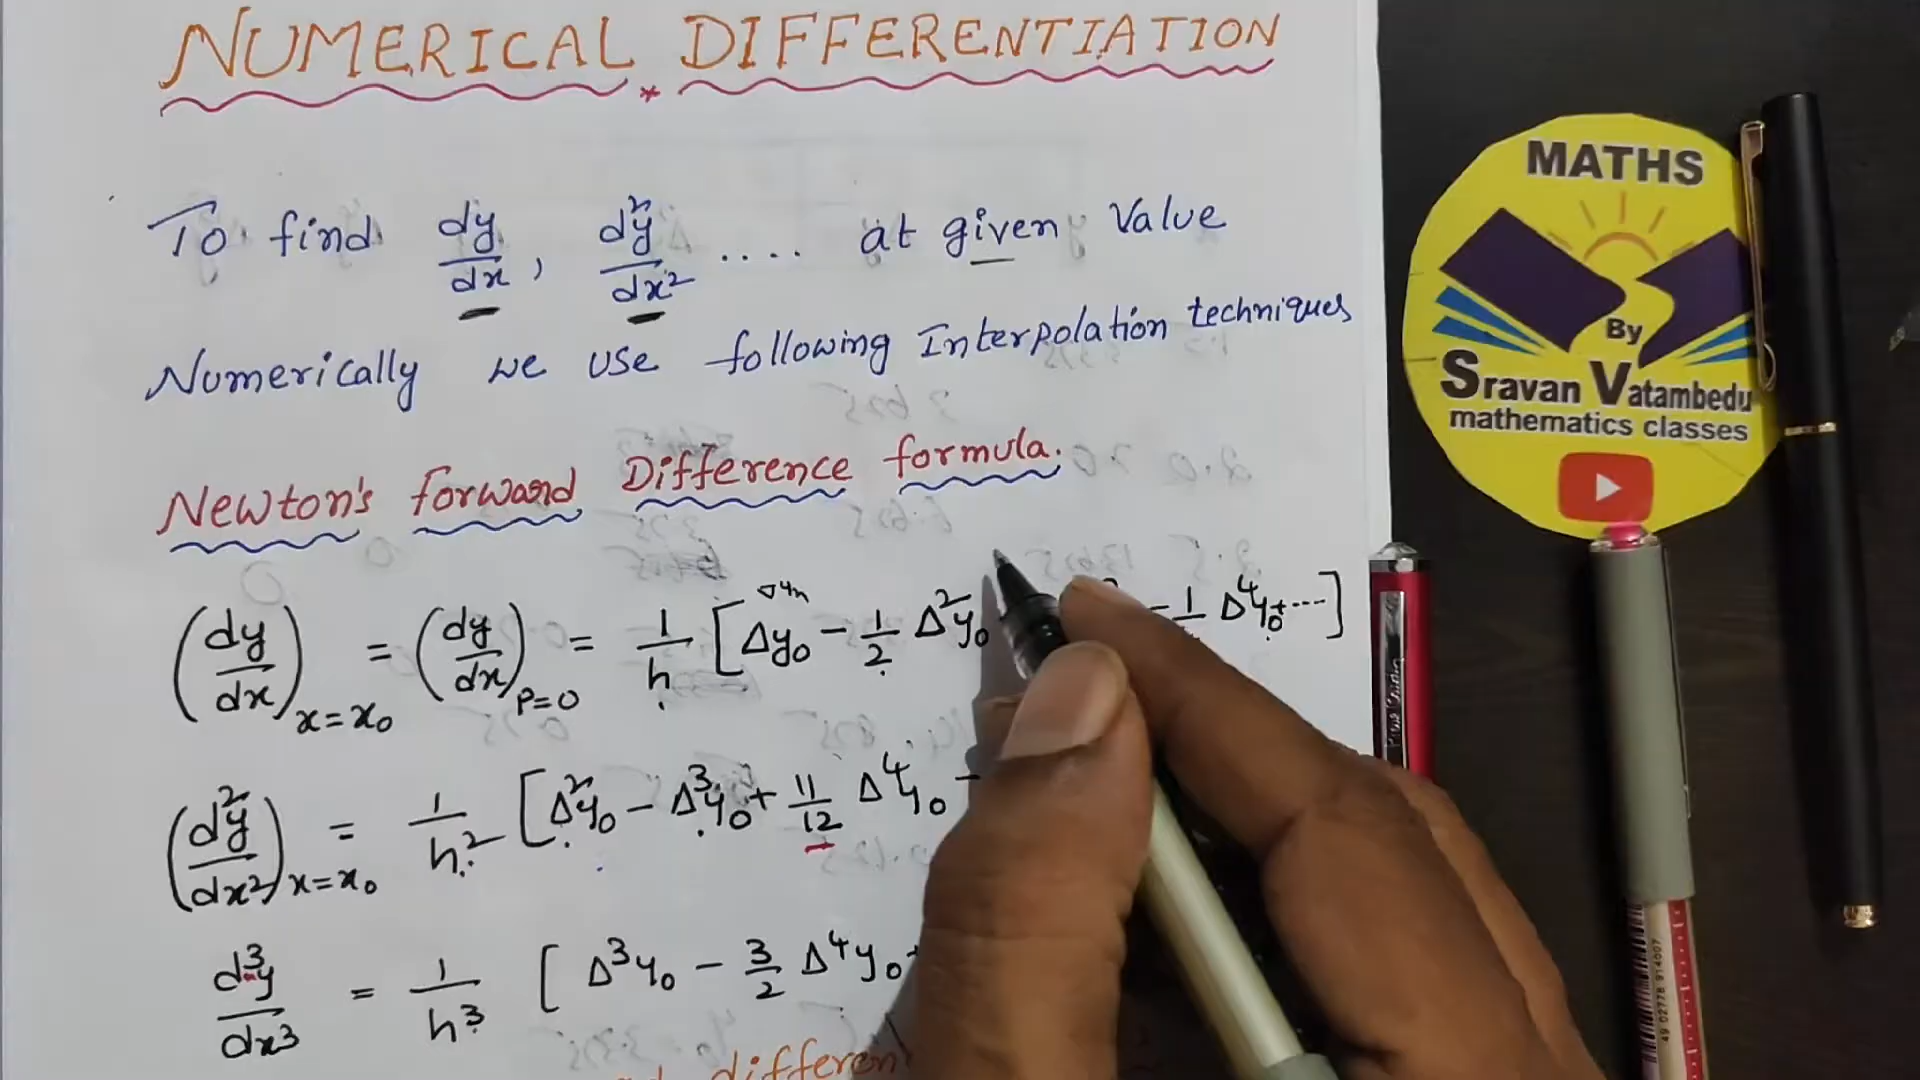 NUMERICAL DIFFERENTIATION
To find dy/dx, d²y/dx² .... at given Value
Numerically we use following Interpolation techniques
Newton's forward Difference formula.
(dy/dx)x=x₀ = (dy/dx)P=0 = 1/h [Δy₀ − 1/2 Δ²y₀ − 1/4 Δ⁴y₀+----]
(d²y/dx²)x=x₀ = 1/h² [Δ²y₀ − Δ³y₀ + 11/12 Δ⁴y₀ −
d³y/dx³ = 1/h³ [Δ³y₀ − 3/2 Δ⁴y₀+
MATHS
By
Sravan Vatambedu
mathematics classes
49 02778 914007